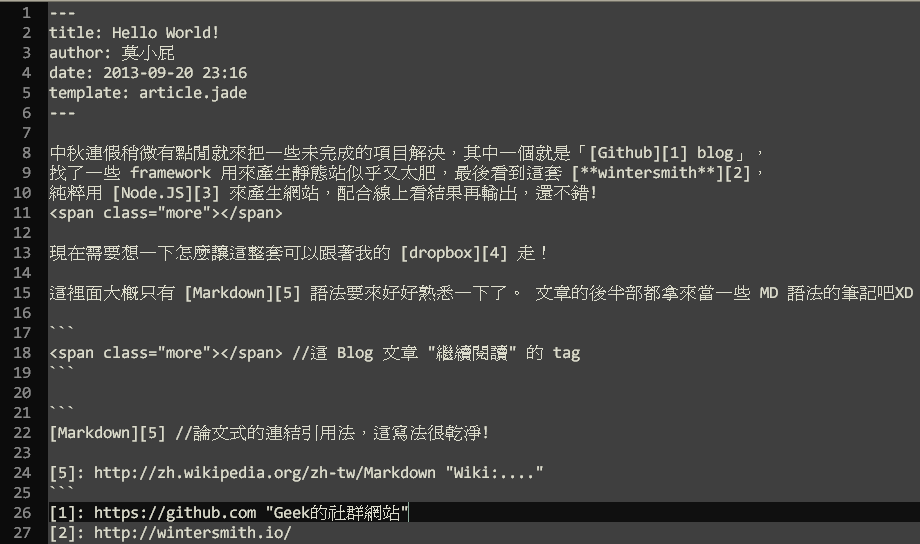 1 ---
2 title: Hello World!
3 author: 莫小屁
4 date: 2013-09-20 23:16
5 template: article.jade
6 ---
7
8 中秋連假稍微有點閒就來把一些未完成的項目解決，其中一個就是「[Github][1] blog」，
9 找了一些 framework 用來產生靜態站似乎又太肥，最後看到這套 [**wintersmith**][2]，
10 純粹用 [Node.JS][3] 來產生網站，配合線上看結果再輸出，還不錯!
11 <span class="more"></span>
12
13 現在需要想一下怎麼讓這整套可以跟著我的 [dropbox][4] 走！
14
15 這裡面大概只有 [Markdown][5] 語法要來好好熟悉一下了。 文章的後半部都拿來當一些 MD 語法的筆記吧XD
16
17 ```
18 <span class="more"></span> //這 Blog 文章 "繼續閱讀" 的 tag
19 ```
20
21 ```
22 [Markdown][5] //論文式的連結引用法，這寫法很乾淨!
23
24 [5]: http://zh.wikipedia.org/zh-tw/Markdown "Wiki:...."
25 ```
26 [1]: https://github.com "Geek的社群網站"
27 [2]: http://wintersmith.io/